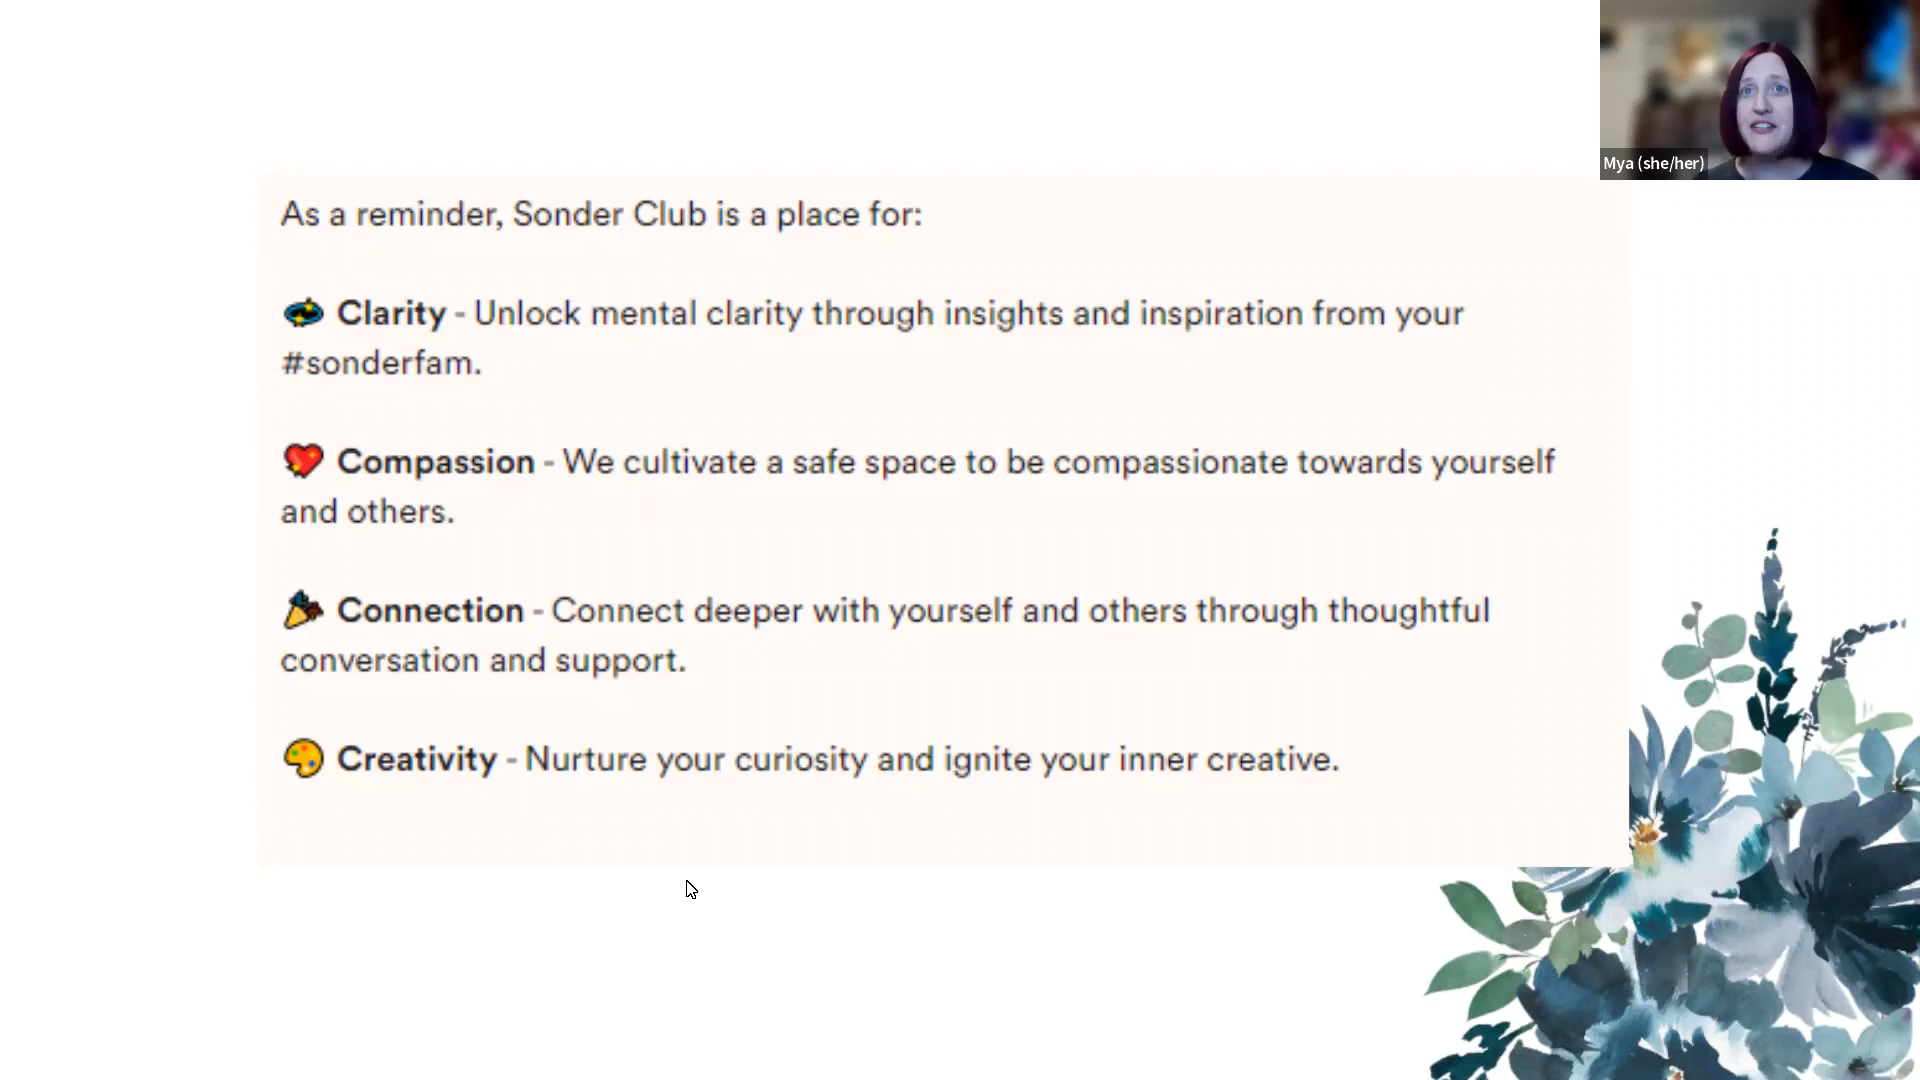 Mya (she/her)
As a reminder, Sonder Club is a place for:
Clarity - Unlock mental clarity through insights and inspiration from your
#sonderfam.
Compassion - We cultivate a safe space to be compassionate towards yourself
and others.
Connection - Connect deeper with yourself and others through thoughtful
conversation and support.
Creativity - Nurture your curiosity and ignite your inner creative.